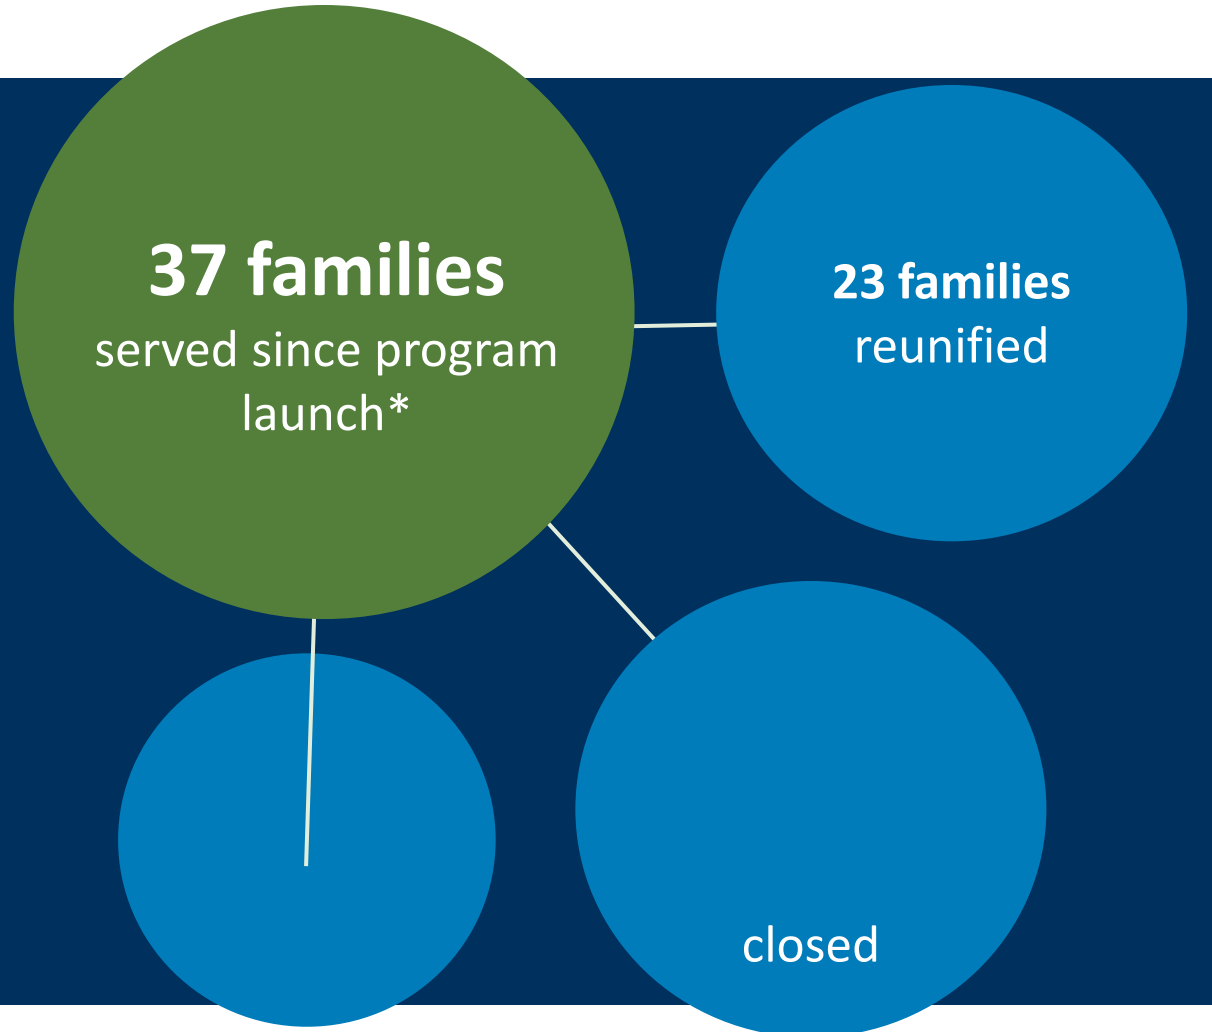 37 families
served since program
launch*
23 families
reunified
closed